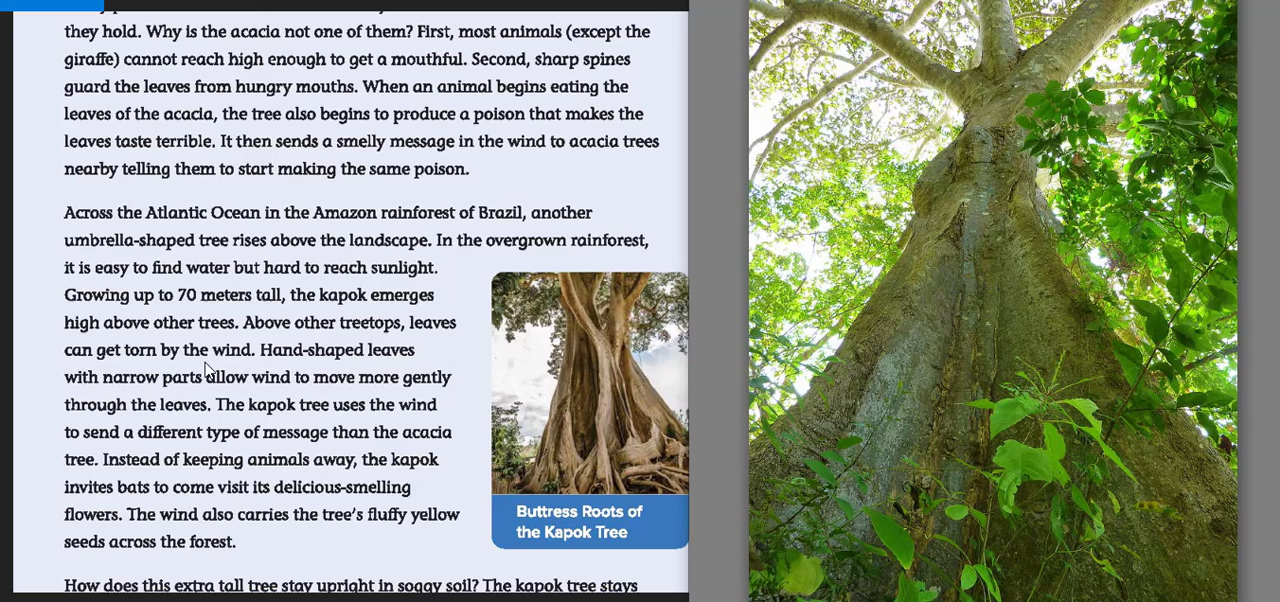 they hold. Why is the acacia not one of them? First, most animals (except the
giraffe) cannot reach high enough to get a mouthful. Second, sharp spines
guard the leaves from hungry mouths. When an animal begins eating the
leaves of the acacia, the tree also begins to produce a poison that makes the
leaves taste terrible. It then sends a smelly message in the wind to acacia trees
nearby telling them to start making the same poison.
Across the Atlantic Ocean in the Amazon rainforest of Brazil, another
umbrella-shaped tree rises above the landscape. In the overgrown rainforest,
it is easy to find water but hard to reach sunlight.
Growing up to 70 meters tall, the kapok emerges
high above other trees. Above other treetops, leaves
can get torn by the wind. Hand-shaped leaves
with narrow parts allow wind to move more gently
through the leaves. The kapok tree uses the wind
to send a different type of message than the acacia
tree. Instead of keeping animals away, the kapok
invites bats to come visit its delicious-smelling
flowers. The wind also carries the tree's fluffy yellow
seeds across the forest.
Buttress Roots of
the Kapok Tree
How does this extra tall tree stay upright in soggy soil? The kapok tree stays